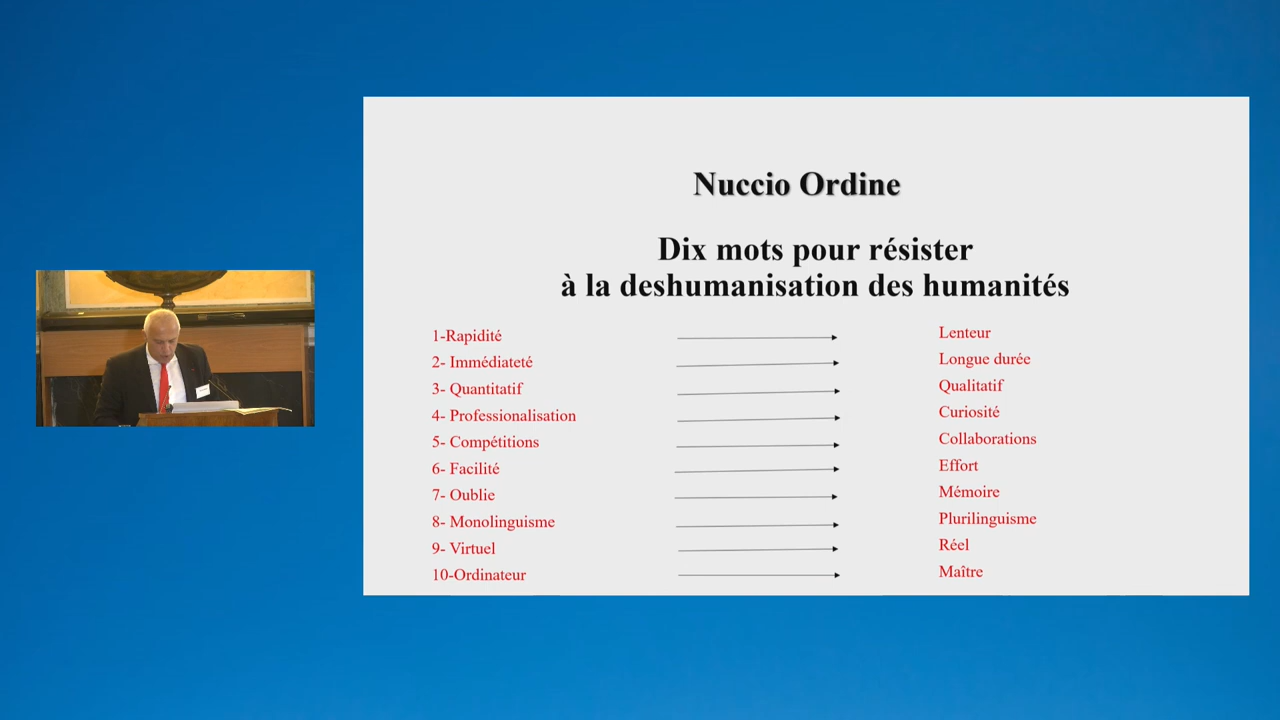 Nuccio Ordine
Dix mots pour résister
à la deshumanisation des humanités
1-Rapidité Lenteur
2- Immédiateté Longue durée
3- Quantitatif Qualitatif
4- Professionalisation Curiosité
5- Compétitions Collaborations
6- Facilité Effort
7- Oublie Mémoire
8- Monolinguisme Plurilinguisme
9- Virtuel Réel
10-Ordinateur Maître